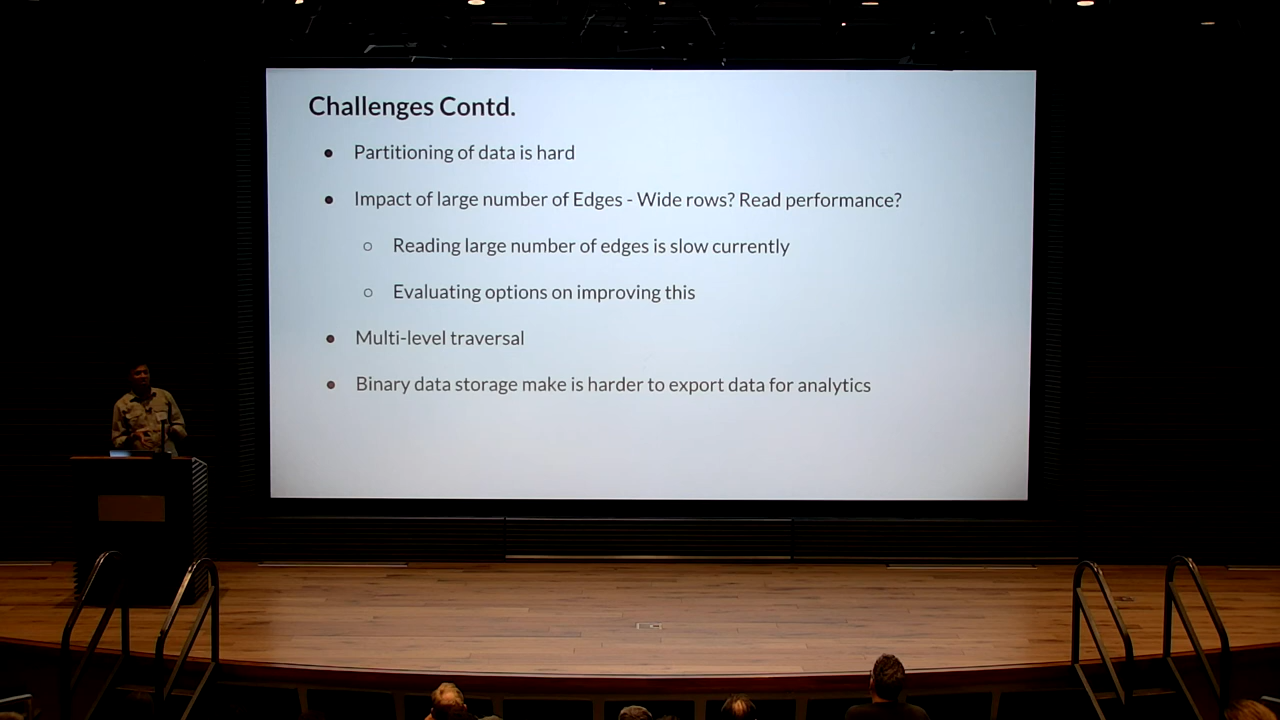 Challenges Contd.
● Partitioning of data is hard
● Impact of large number of Edges - Wide rows? Read performance?
○ Reading large number of edges is slow currently
○ Evaluating options on improving this
● Multi-level traversal
● Binary data storage make is harder to export data for analytics